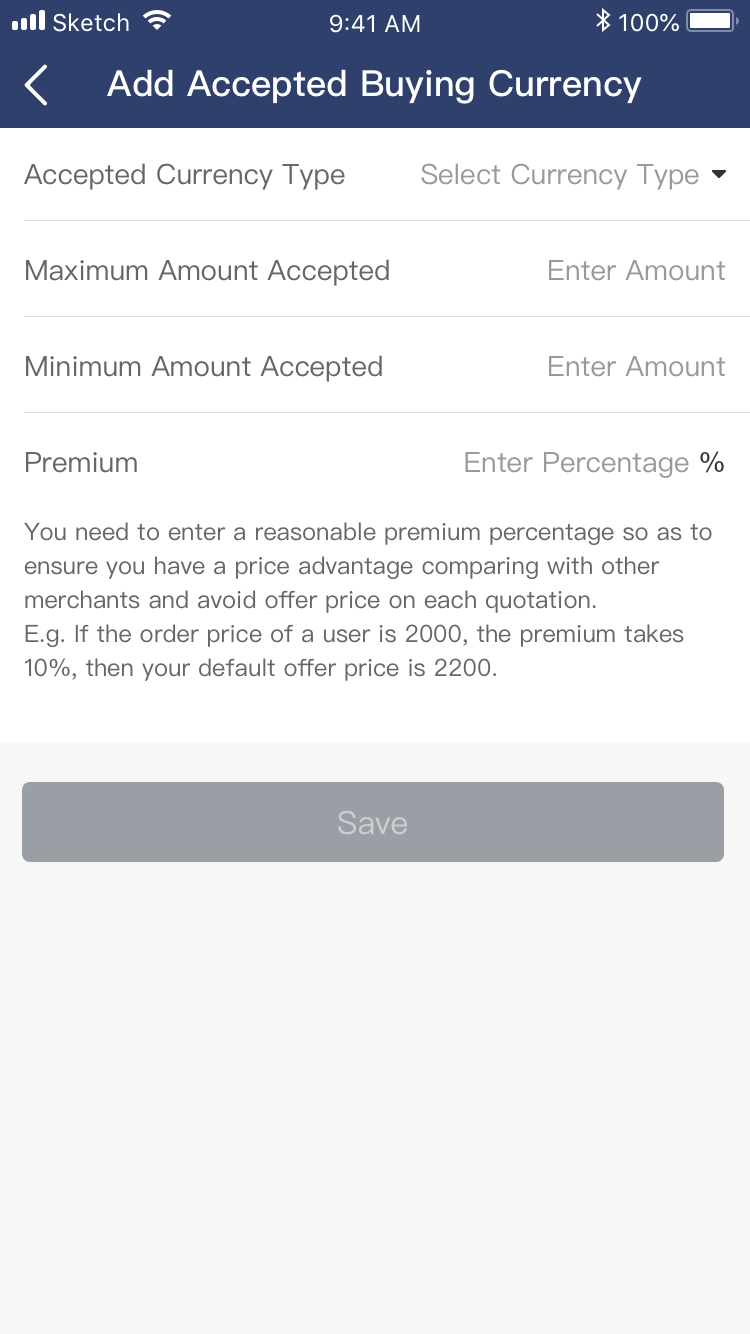 Sketch 9:41 AM 100%
Add Accepted Buying Currency
Accepted Currency Type Select Currency Type
Maximum Amount Accepted Enter Amount
Minimum Amount Accepted Enter Amount
Premium Enter Percentage %
You need to enter a reasonable premium percentage so as to
ensure you have a price advantage comparing with other
merchants and avoid offer price on each quotation.
E.g. If the order price of a user is 2000, the premium takes
10%, then your default offer price is 2200.
Save